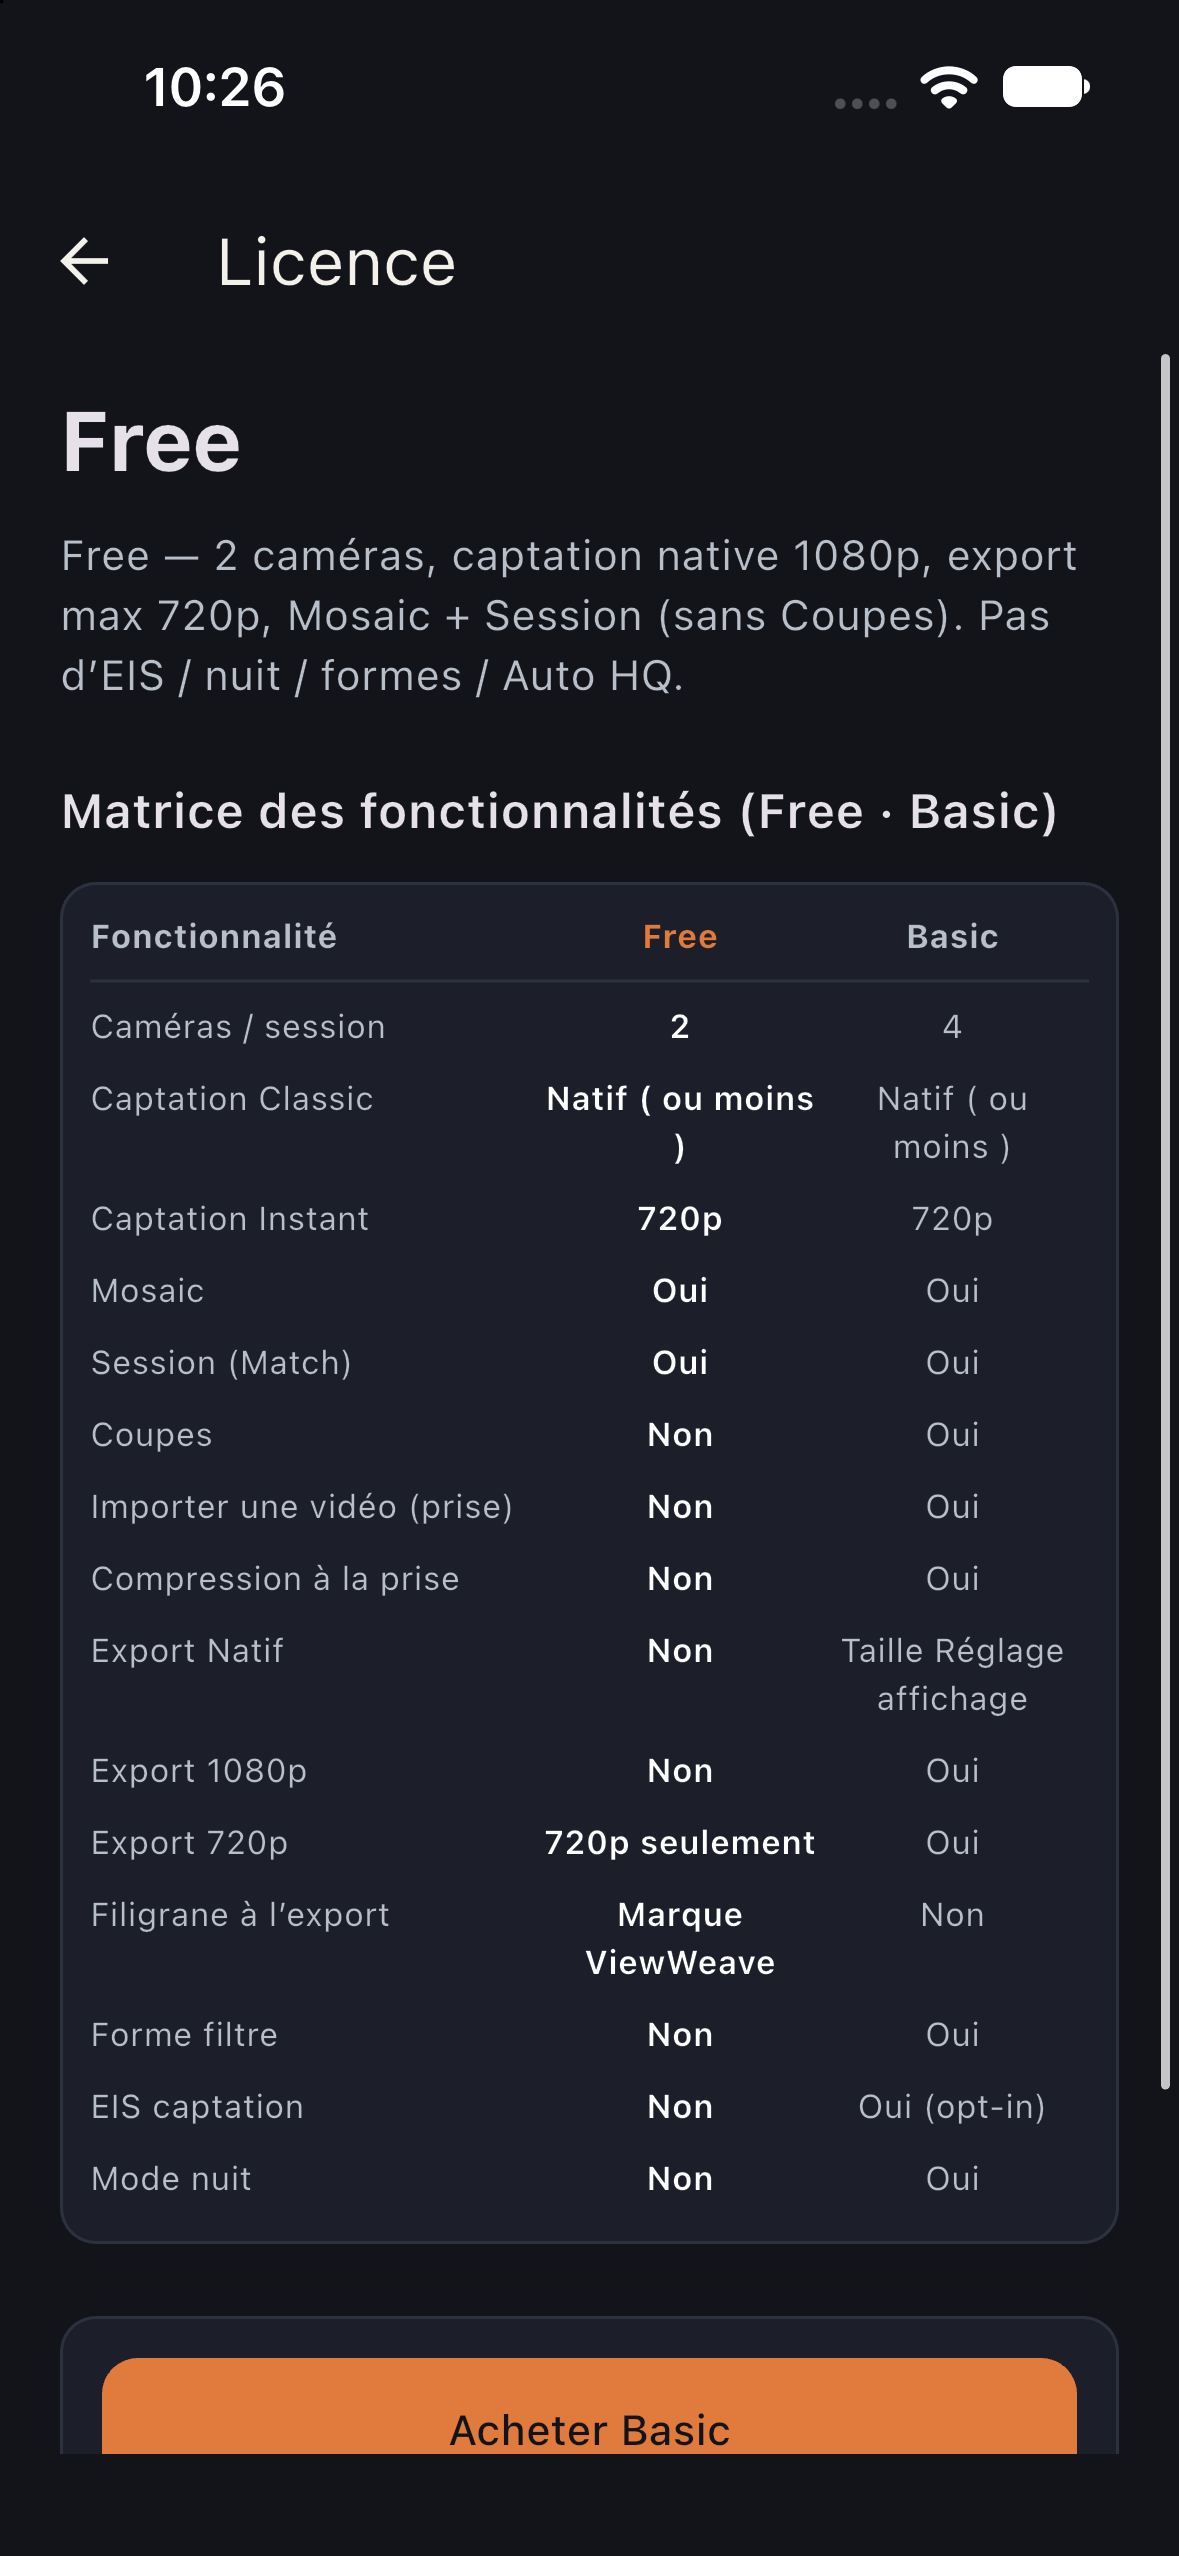 10:26
Licence
Free
Free — 2 caméras, captation native 1080p, export
max 720p, Mosaic + Session (sans Coupes). Pas
d’EIS / nuit / formes / Auto HQ.
Matrice des fonctionnalités (Free · Basic)
Fonctionnalité Free Basic
Caméras / session 2 4
Captation Classic Natif ( ou moins Natif ( ou
) moins )
Captation Instant 720p 720p
Mosaic Oui Oui
Session (Match) Oui Oui
Coupes Non Oui
Importer une vidéo (prise) Non Oui
Compression à la prise Non Oui
Export Natif Non Taille Réglage
affichage
Export 1080p Non Oui
Export 720p 720p seulement Oui
Filigrane à l’export Marque Non
ViewWeave
Forme filtre Non Oui
EIS captation Non Oui (opt-in)
Mode nuit Non Oui
Acheter Basic